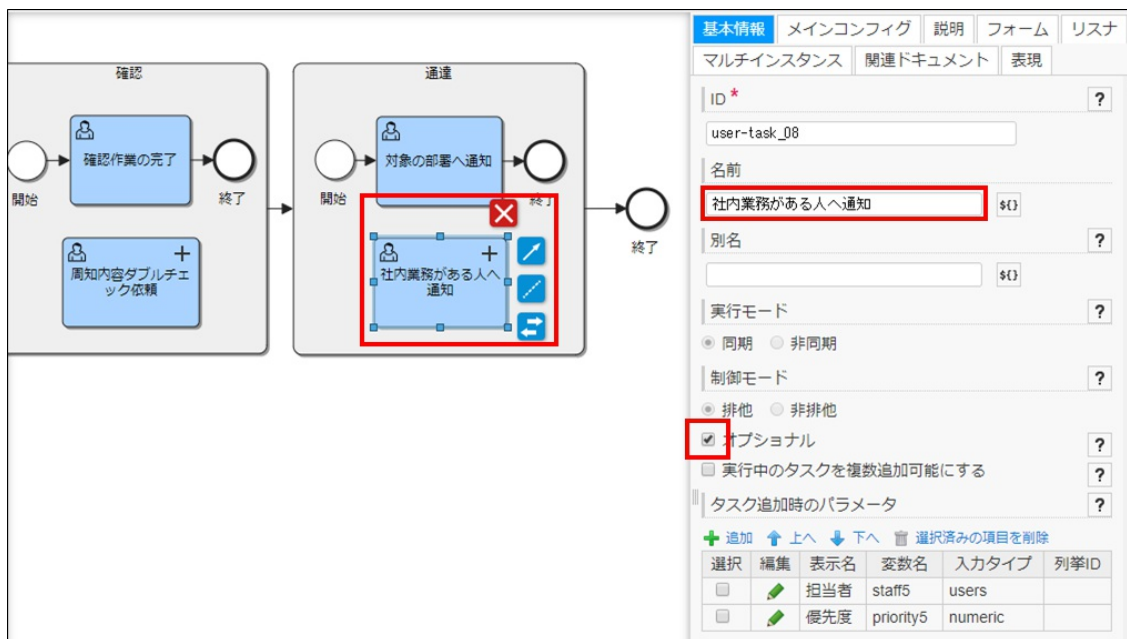 確認
開始
確認作業の完了
終了
周知内容ダブルチェ
ック依頼
通達
開始
対象の部署へ通知
終了
社内業務がある人へ
通知
終了
基本情報 メインコンフィグ 説明 フォーム リスナ
マルチインスタンス 関連ドキュメント 表現
ID * ?
user-task_08
名前
社内業務がある人へ通知 ${}
別名 ?
${}
実行モード ?
同期 非同期
制御モード ?
排他 非排他
オプショナル ?
実行中のタスクを複数追加可能にする ?
タスク追加時のパラメータ ?
追加 上へ 下へ 選択済みの項目を削除
選択 編集 表示名 変数名 入力タイプ 列挙ID
担当者 staff5 users
優先度 priority5 numeric